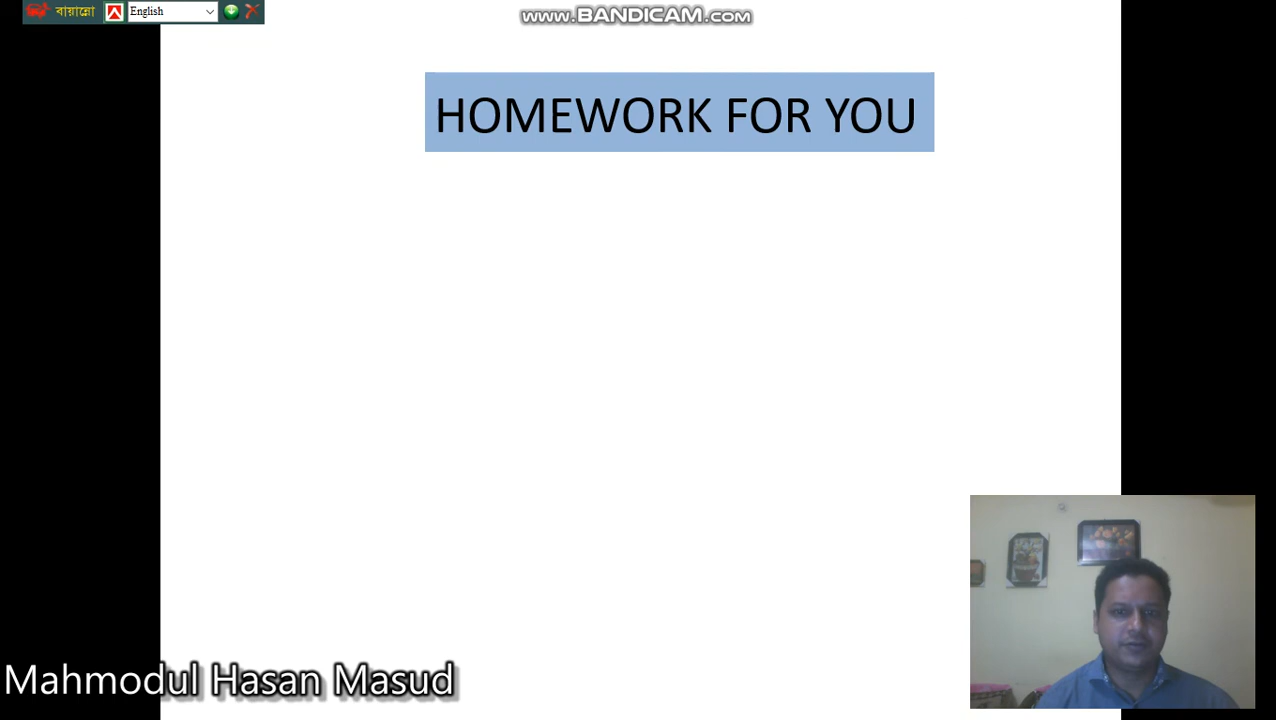 বায়ান্নো English
www.BANDICAM.com
HOMEWORK FOR YOU
Mahmodul Hasan Masud